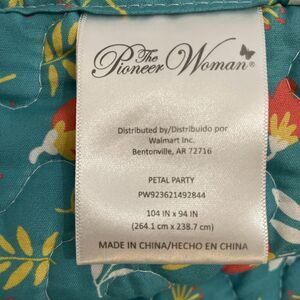 The
Pioneer Woman®
Distributed by/Distribuido por
Walmart Inc.
Bentonville, AR 72716
PETAL PARTY
PW923621492844
104 IN x 94 IN
(264.1 cm x 238.7 cm)
MADE IN CHINA/HECHO EN CHINA